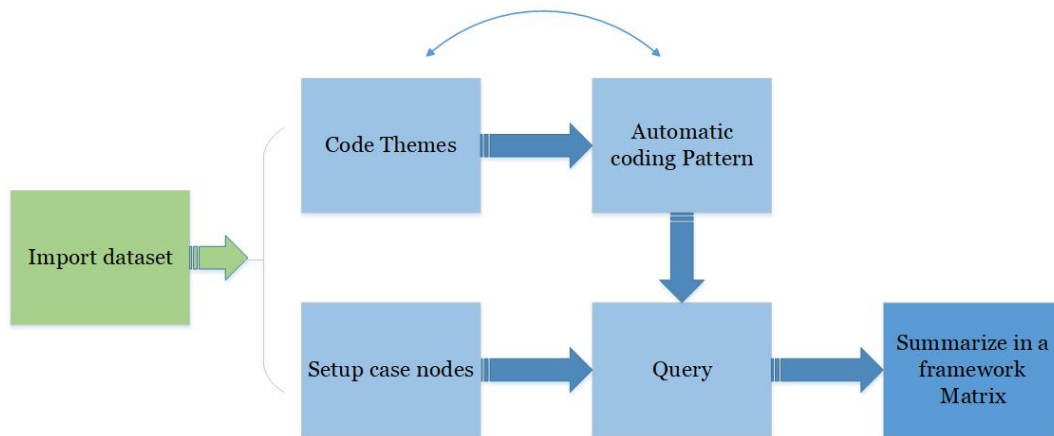 Code Themes
Automatic
coding Pattern
Import dataset
Setup case nodes
Query
Summarize in a
framework
Matrix